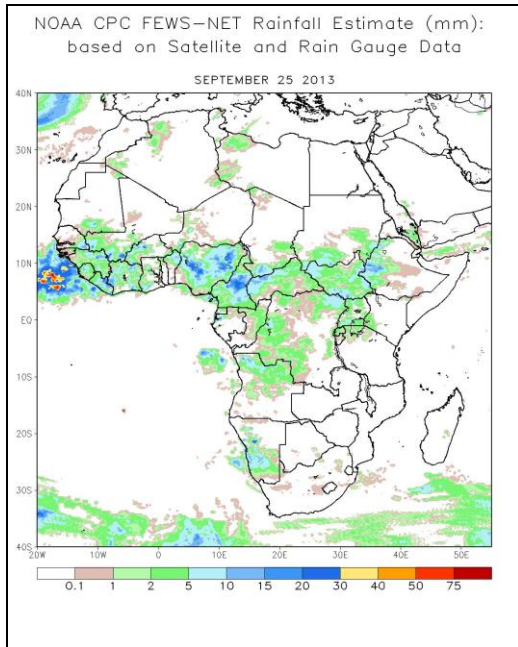 NOAA CPC FEWS-NET Rainfall Estimate (mm):
based on Satellite and Rain Gauge Data
SEPTEMBER 25 2013
40N
30N
20N
10N
EQ
10S
20S
30S
40S
20W 10W 0 10E 20E 30E 40E 50E
0.1 1 2 5 10 15 20 30 40 50 75